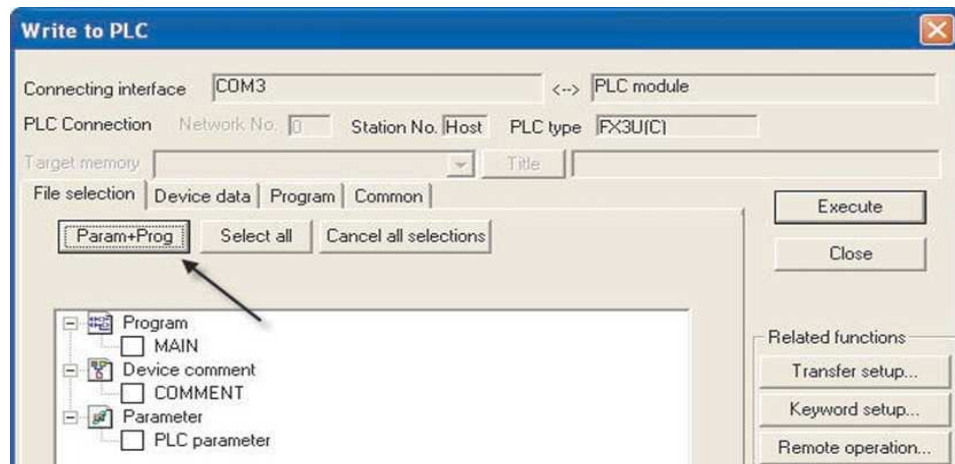 Write to PLC
Connecting interface COM3 <--> PLC module
PLC Connection Network No. 0 Station No. Host PLC type FX3U(C)
Target memory Title
File selection Device data Program Common
Execute
Param+Prog Select all Cancel all selections
Close
Program
MAIN
Device comment
COMMENT
Parameter
PLC parameter
Related functions
Transfer setup...
Keyword setup...
Remote operation...